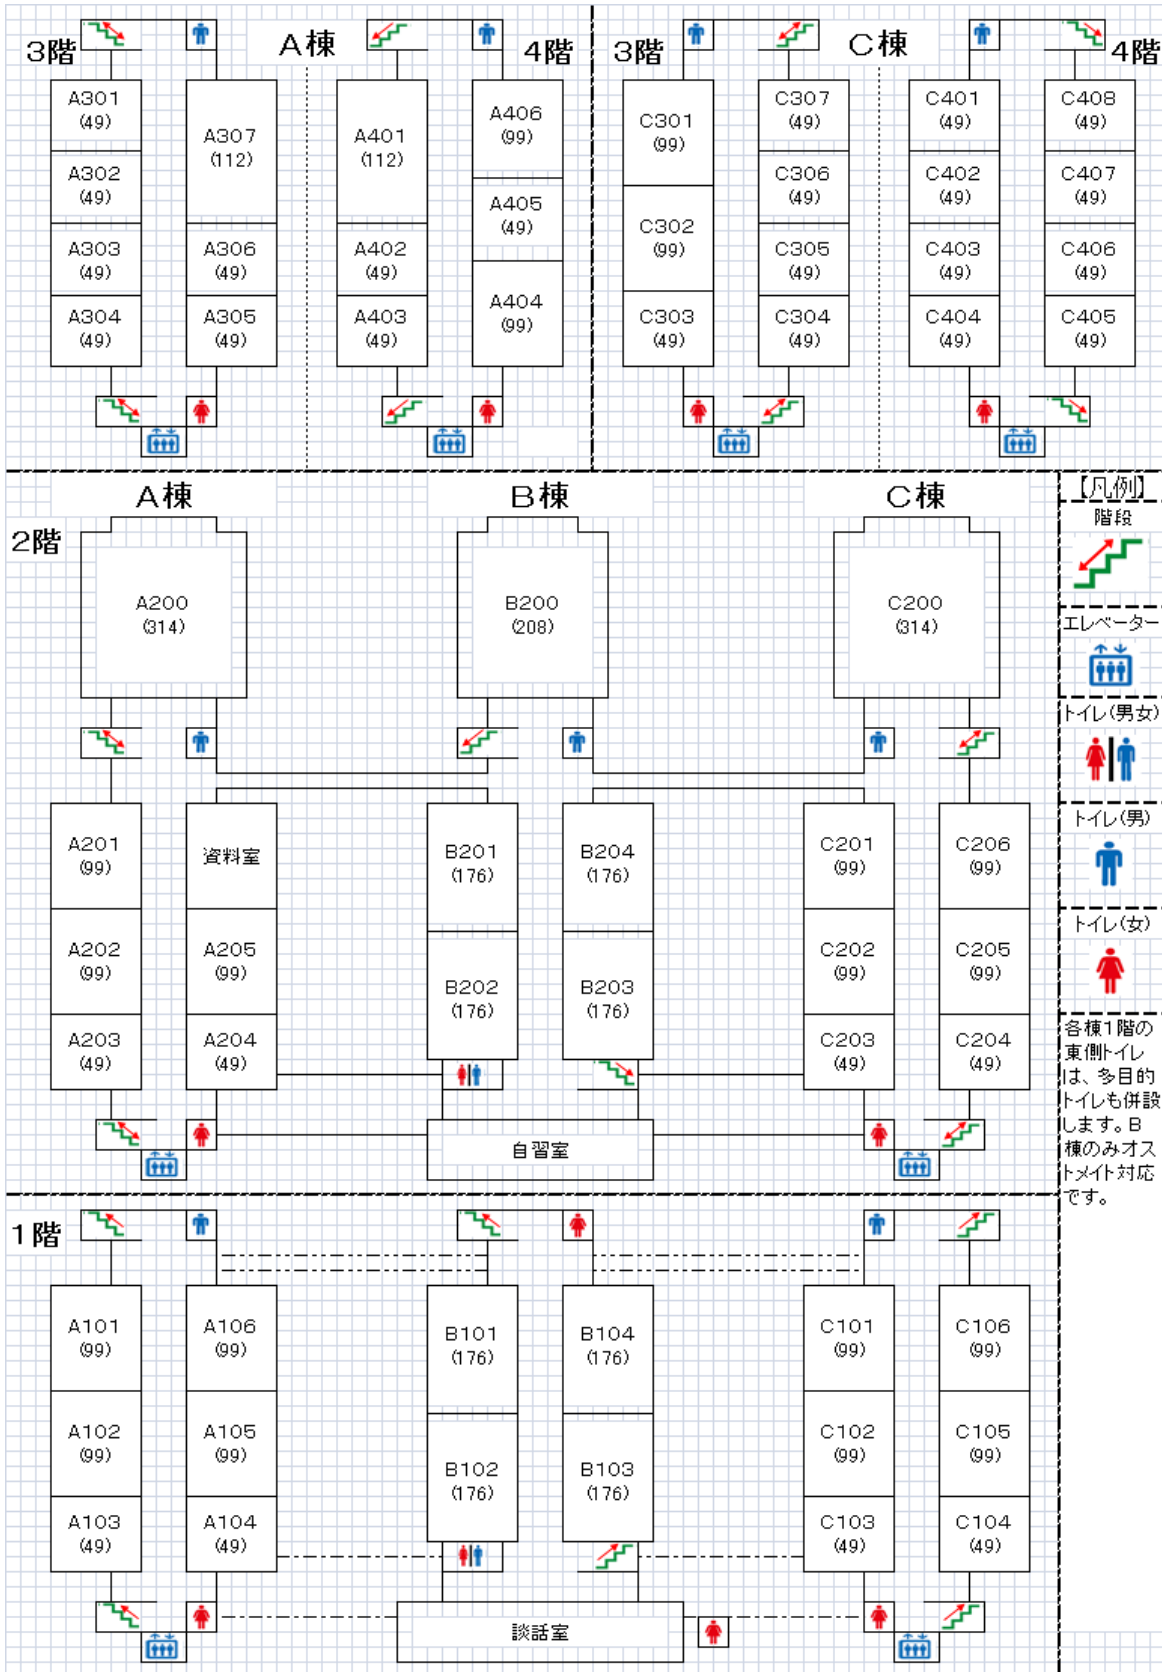 3階
A棟
4階
A301
(49)
A302
(49)
A303
(49)
A304
(49)
A307
(112)
A306
(49)
A305
(49)
A401
(112)
A402
(49)
A403
(49)
A406
(99)
A405
(49)
A404
(99)
3階
C棟
4階
C301
(99)
C302
(99)
C303
(49)
C307
(49)
C306
(49)
C305
(49)
C304
(49)
C401
(49)
C402
(49)
C403
(49)
C404
(49)
C408
(49)
C407
(49)
C406
(49)
C405
(49)
A棟
B棟
C棟
2階
A200
(314)
B200
(208)
C200
(314)
A201
(99)
A202
(99)
A203
(49)
資料室
A205
(99)
A204
(49)
B201
(176)
B202
(176)
B204
(176)
B203
(176)
C201
(99)
C202
(99)
C203
(49)
C206
(99)
C205
(99)
C204
(49)
自習室
1階
A101
(99)
A102
(99)
A103
(49)
A106
(99)
A105
(99)
A104
(49)
B101
(176)
B102
(176)
B104
(176)
B103
(176)
C101
(99)
C102
(99)
C103
(49)
C106
(99)
C105
(99)
C104
(49)
談話室
【凡例】
階段
エレベーター
トイレ(男女)
トイレ(男)
トイレ(女)
各棟1階の
東側トイレ
は、多目的
トイレも併設
します。B
棟のみオス
トメイト対応
です。